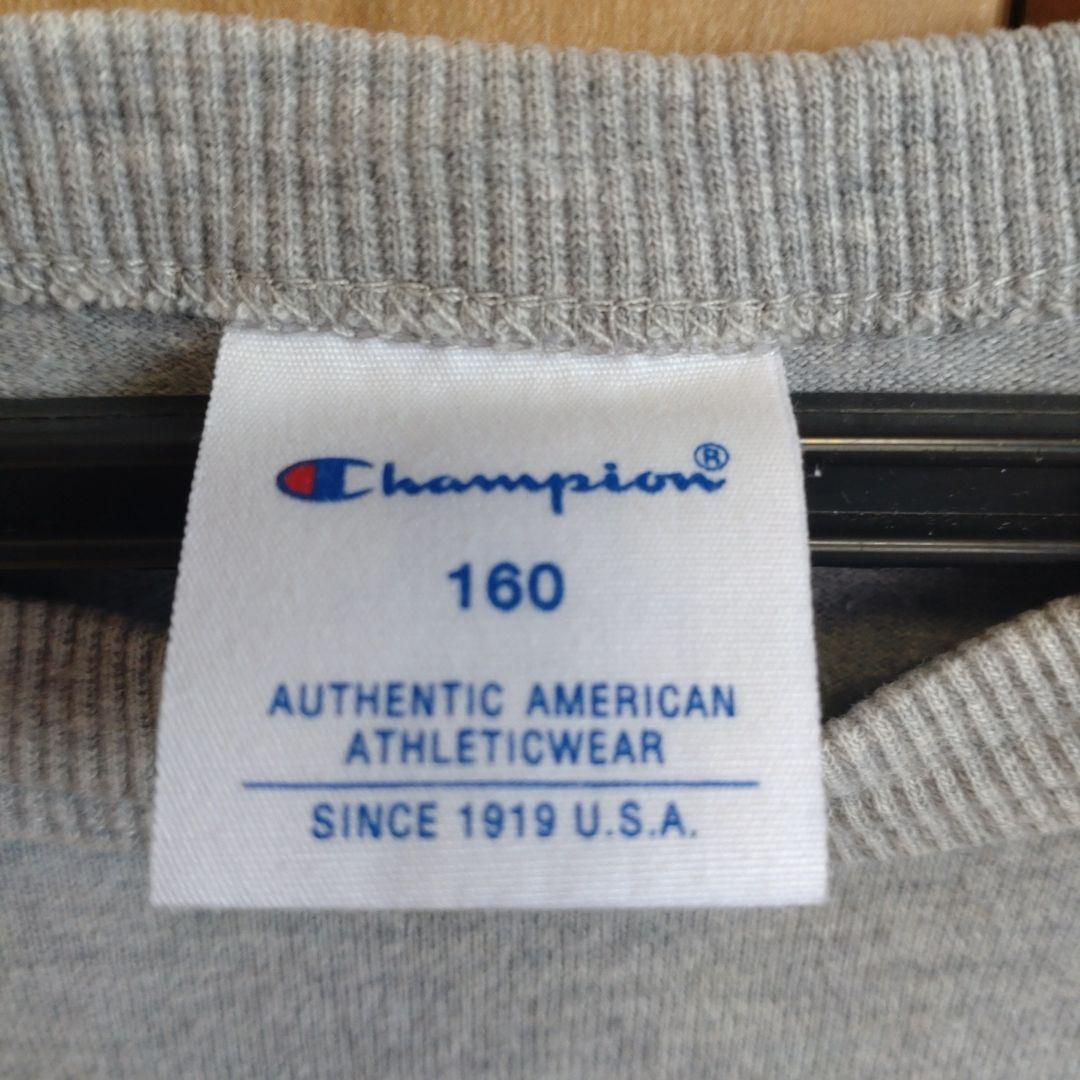 Champion®
160
AUTHENTIC AMERICAN
ATHLETICWEAR
SINCE 1919 U.S.A.